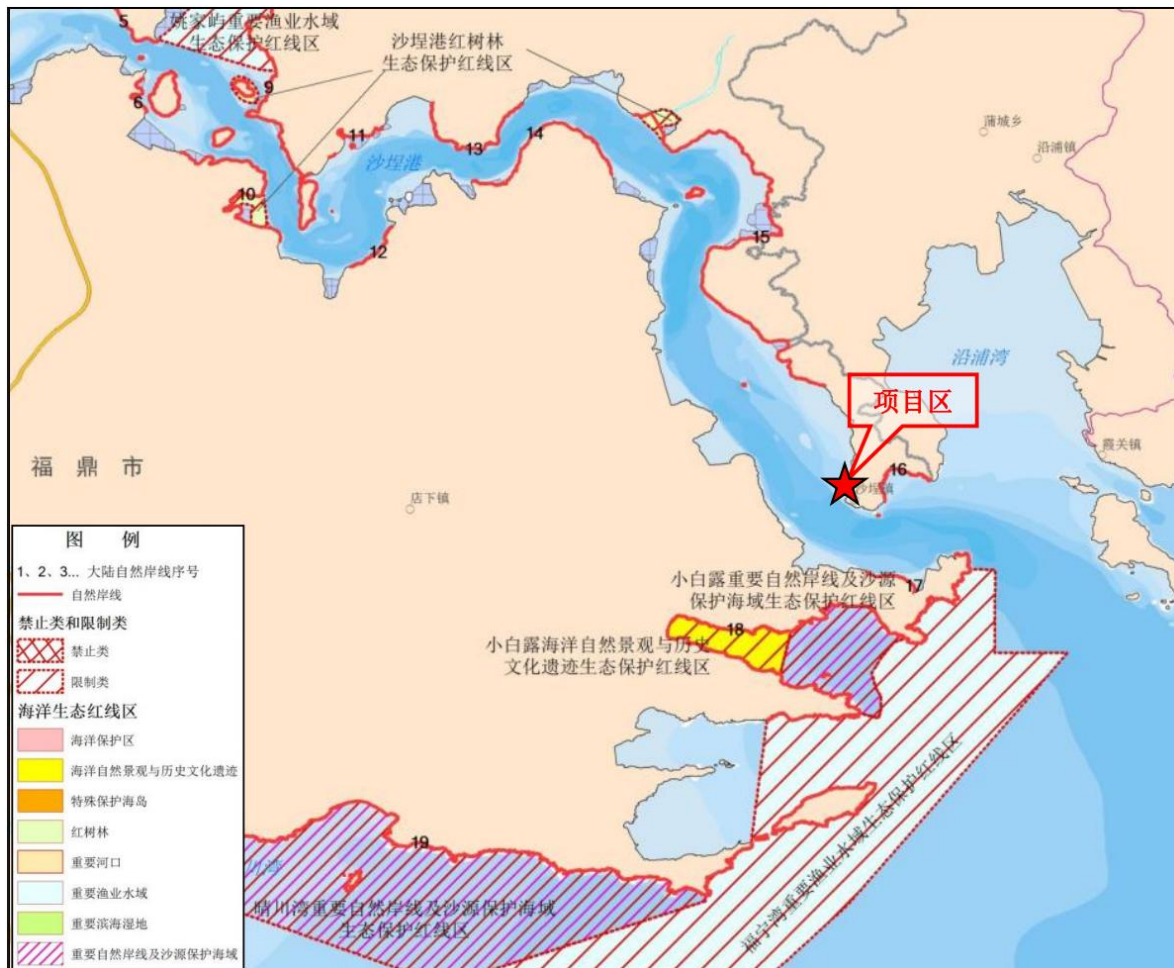 5
姚家屿重要渔业水域
生态保护红线区
沙埕港红树林
生态保护红线区
6
9
11
13
14
蒲城乡
沿浦镇
沙埕港
10
12
15
沿浦湾
项目区
霞关镇
福鼎市
店下镇
16
沙埕镇
小白露重要自然岸线及沙源
保护海域生态保护红线区
17
18
小白露海洋自然景观与历史
文化遗迹生态保护红线区
福宁湾重要渔业水域生态保护红线区
19
川湾
晴川湾重要自然岸线及沙源保护海域
生态保护红线区
图 例
1、2、3... 大陆自然岸线序号
自然岸线
禁止类和限制类
禁止类
限制类
海洋生态红线区
海洋保护区
海洋自然景观与历史文化遗迹
特殊保护海岛
红树林
重要河口
重要渔业水域
重要滨海湿地
重要自然岸线及沙源保护海域